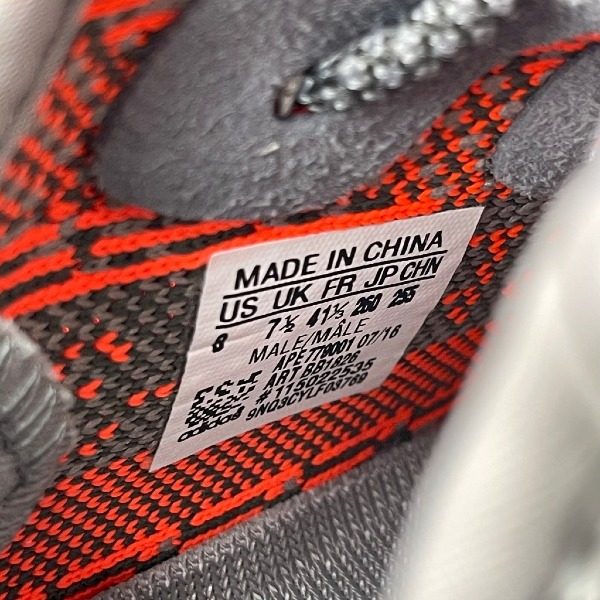 MADE IN CHINA
US UK FR JP CHN
8 7½ 41⅓ 260 255
MALE/MÂLE
APE779001 07/16
ART BB1826
#115022535
9NQ3CYLF03769
adidas